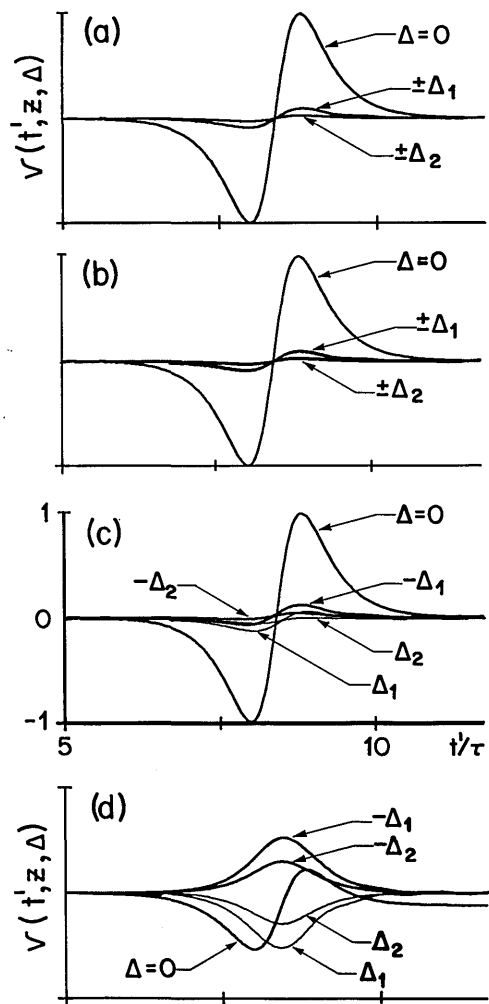 (a)
Δ=0
±Δ₁
±Δ₂
v(t',z,Δ)
(b)
Δ=0
±Δ₁
±Δ₂
1
(c)
Δ=0
-Δ₂
-Δ₁
0
Δ₂
Δ₁
-1
5
10
t'/τ
(d)
-Δ₁
-Δ₂
v(t',z,Δ)
Δ₂
Δ=0
Δ₁